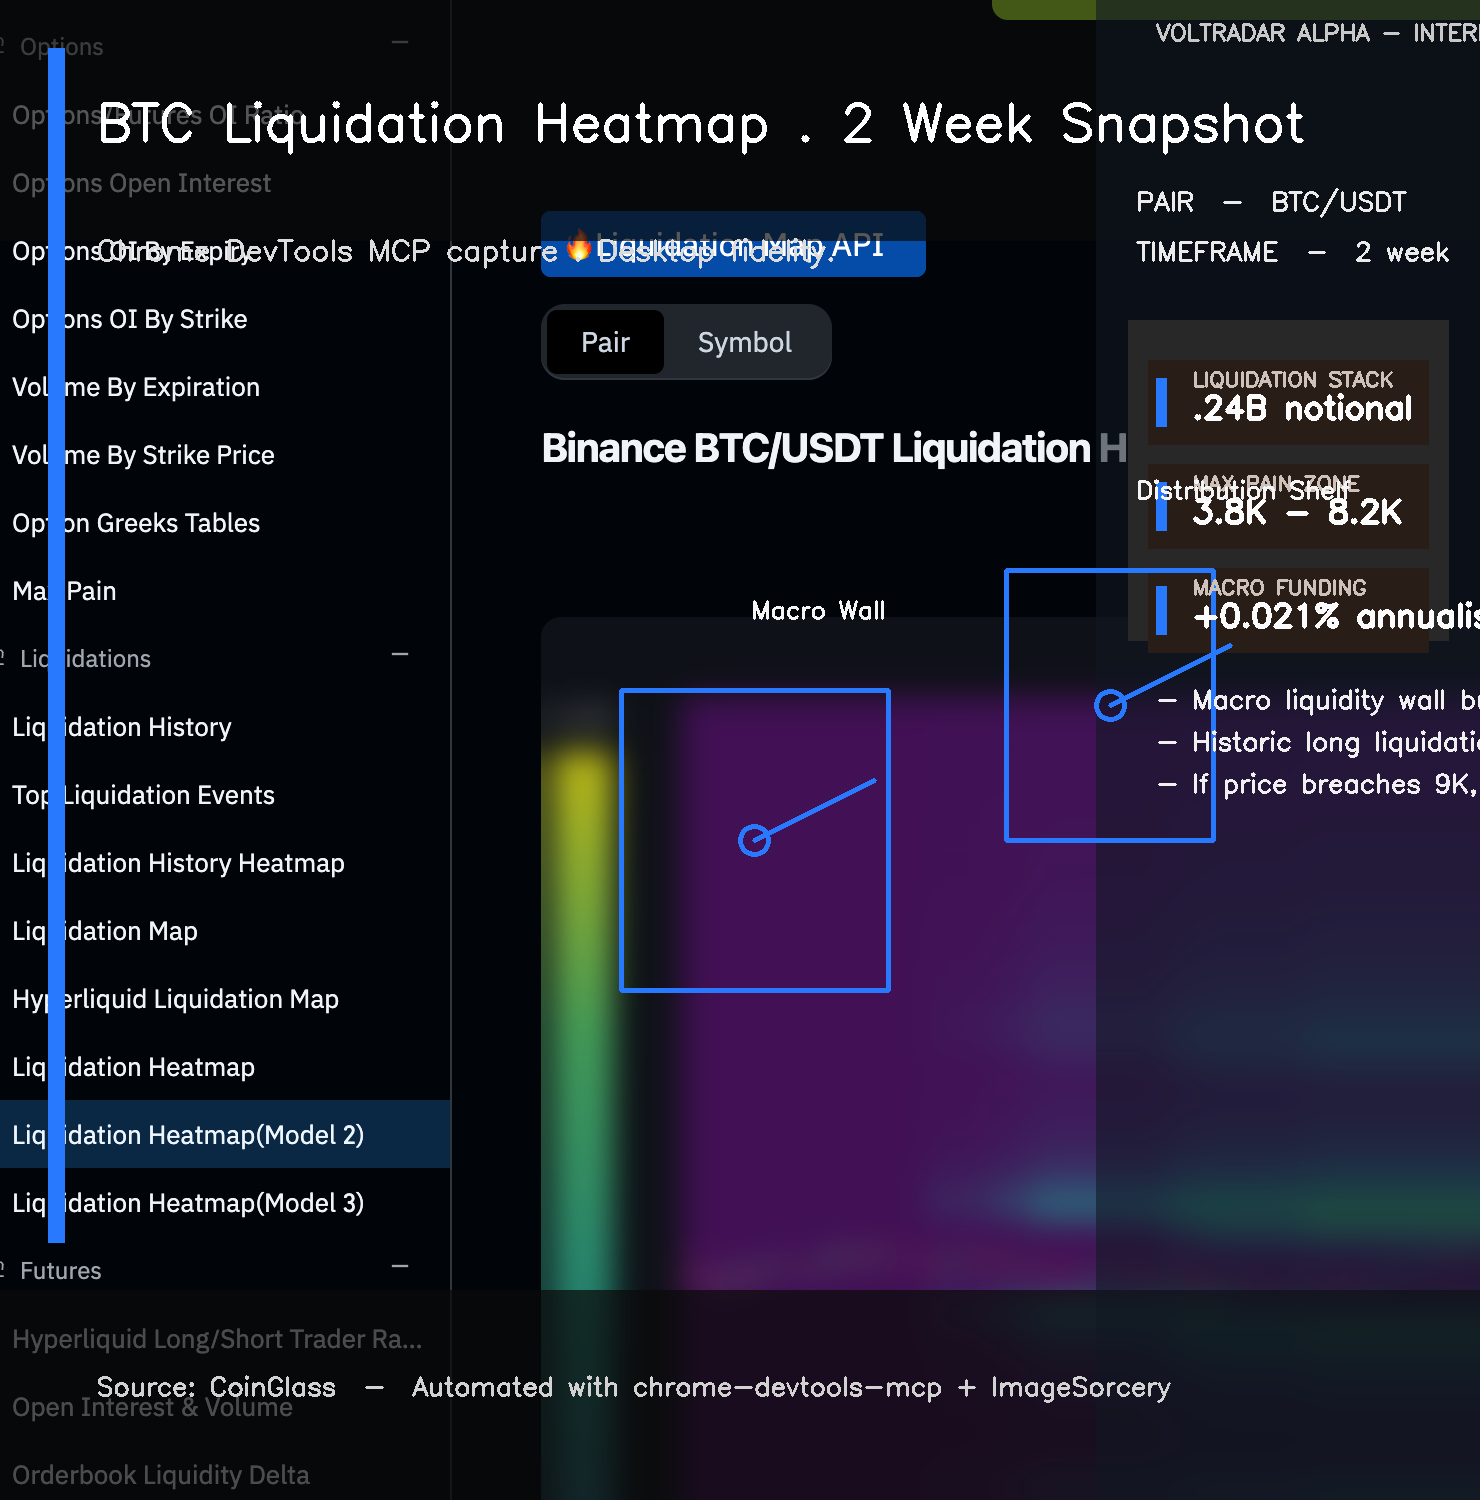 Options
VOLTRADAR ALPHA – INTER
Options/Futures OI Ratio
BTC Liquidation Heatmap . 2 Week Snapshot
Options Open Interest
PAIR – BTC/USDT
Options OI By Expiry
Chrome DevTools MCP capture . Desktop fidelity.
🔥Liquidation Map API
TIMEFRAME – 2 week
Options OI By Strike
Pair
Symbol
Volume By Expiration
LIQUIDATION STACK
.24B notional
Volume By Strike Price
Binance BTC/USDT Liquidation H
MAX PAIN ZONE
Distribution Shelf
3.8K – 8.2K
Option Greeks Tables
Max Pain
MACRO FUNDING
+0.021% annualis
Macro Wall
Liquidations
– Macro liquidity wall bu
Liquidation History
– Historic long liquidatio
– If price breaches 9K,
Top Liquidation Events
Liquidation History Heatmap
Liquidation Map
Hyperliquid Liquidation Map
Liquidation Heatmap
Liquidation Heatmap(Model 2)
Liquidation Heatmap(Model 3)
Futures
Hyperliquid Long/Short Trader Ra...
Source: CoinGlass – Automated with chrome-devtools-mcp + ImageSorcery
Open Interest & Volume
Orderbook Liquidity Delta